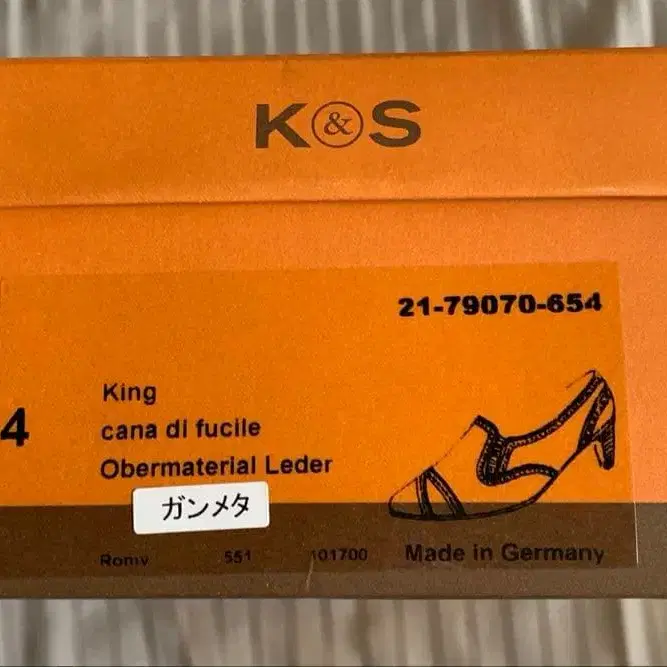 K&S
21-79070-654
King
4
cana di fucile
Obermaterial Leder
ガンメタ
Romy 551 101700 Made in Germany